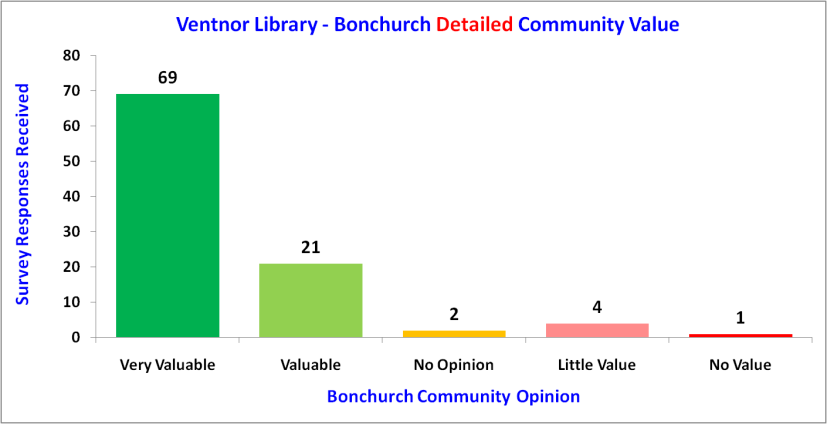 Ventnor Library - Bonchurch Detailed Community Value
Survey Responses Received
80
70
60
50
40
30
20
10
0
69
21
2
4
1
Very Valuable
Valuable
No Opinion
Little Value
No Value
Bonchurch Community Opinion